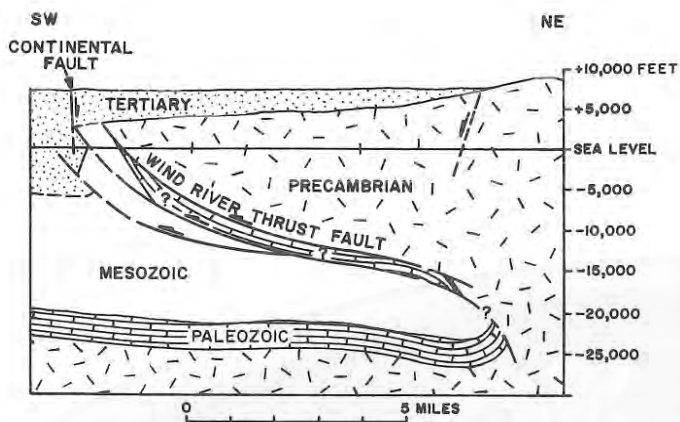 SW
NE
CONTINENTAL
FAULT
+10,000 FEET
TERTIARY
+5,000
SEA LEVEL
WIND RIVER THRUST FAULT
PRECAMBRIAN
-5,000
?
-10,000
?
MESOZOIC
-15,000
?
-20,000
PALEOZOIC
-25,000
0
5 MILES